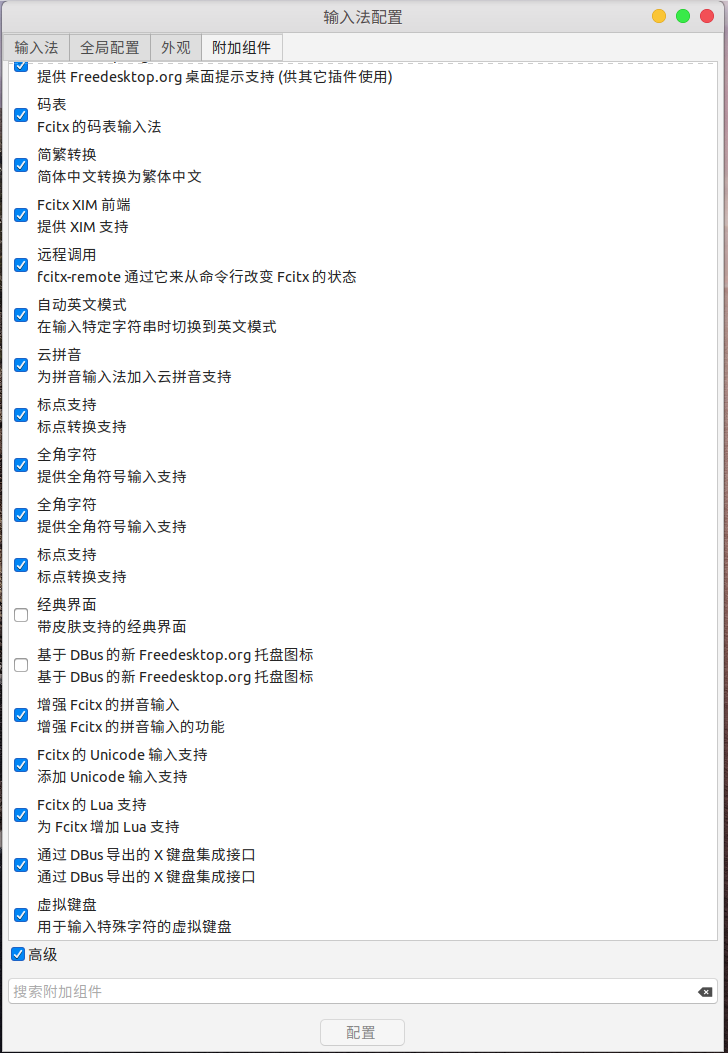 输入法配置
输入法 全局配置 外观 附加组件
提供 Freedesktop.org 桌面提示支持 (供其它插件使用)
码表
Fcitx 的码表输入法
简繁转换
简体中文转换为繁体中文
Fcitx XIM 前端
提供 XIM 支持
远程调用
fcitx-remote 通过它来从命令行改变 Fcitx 的状态
自动英文模式
在输入特定字符串时切换到英文模式
云拼音
为拼音输入法加入云拼音支持
标点支持
标点转换支持
全角字符
提供全角符号输入支持
全角字符
提供全角符号输入支持
标点支持
标点转换支持
经典界面
带皮肤支持的经典界面
基于 DBus 的新 Freedesktop.org 托盘图标
基于 DBus 的新 Freedesktop.org 托盘图标
增强 Fcitx 的拼音输入
增强 Fcitx 的拼音输入的功能
Fcitx 的 Unicode 输入支持
添加 Unicode 输入支持
Fcitx 的 Lua 支持
为 Fcitx 增加 Lua 支持
通过 DBus 导出的 X 键盘集成接口
通过 DBus 导出的 X 键盘集成接口
虚拟键盘
用于输入特殊字符的虚拟键盘
高级
搜索附加组件
配置